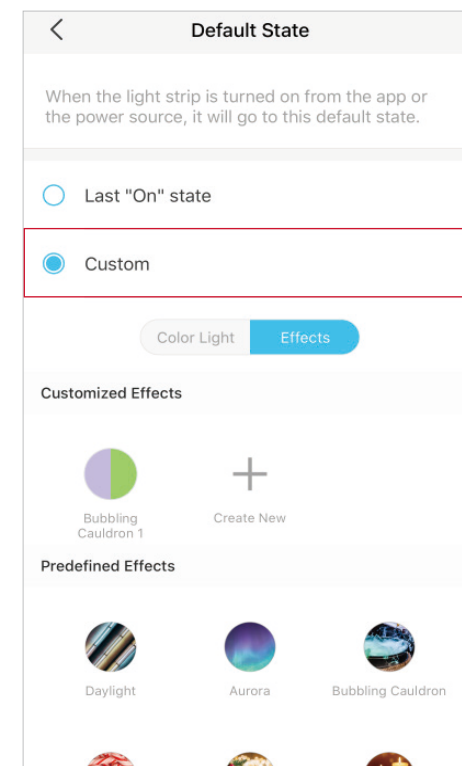 Default State
When the light strip is turned on from the app or
the power source, it will go to this default state.
Last "On" state
Custom
Color Light Effects
Customized Effects
Bubbling
Cauldron 1
Create New
Predefined Effects
Daylight Aurora Bubbling Cauldron